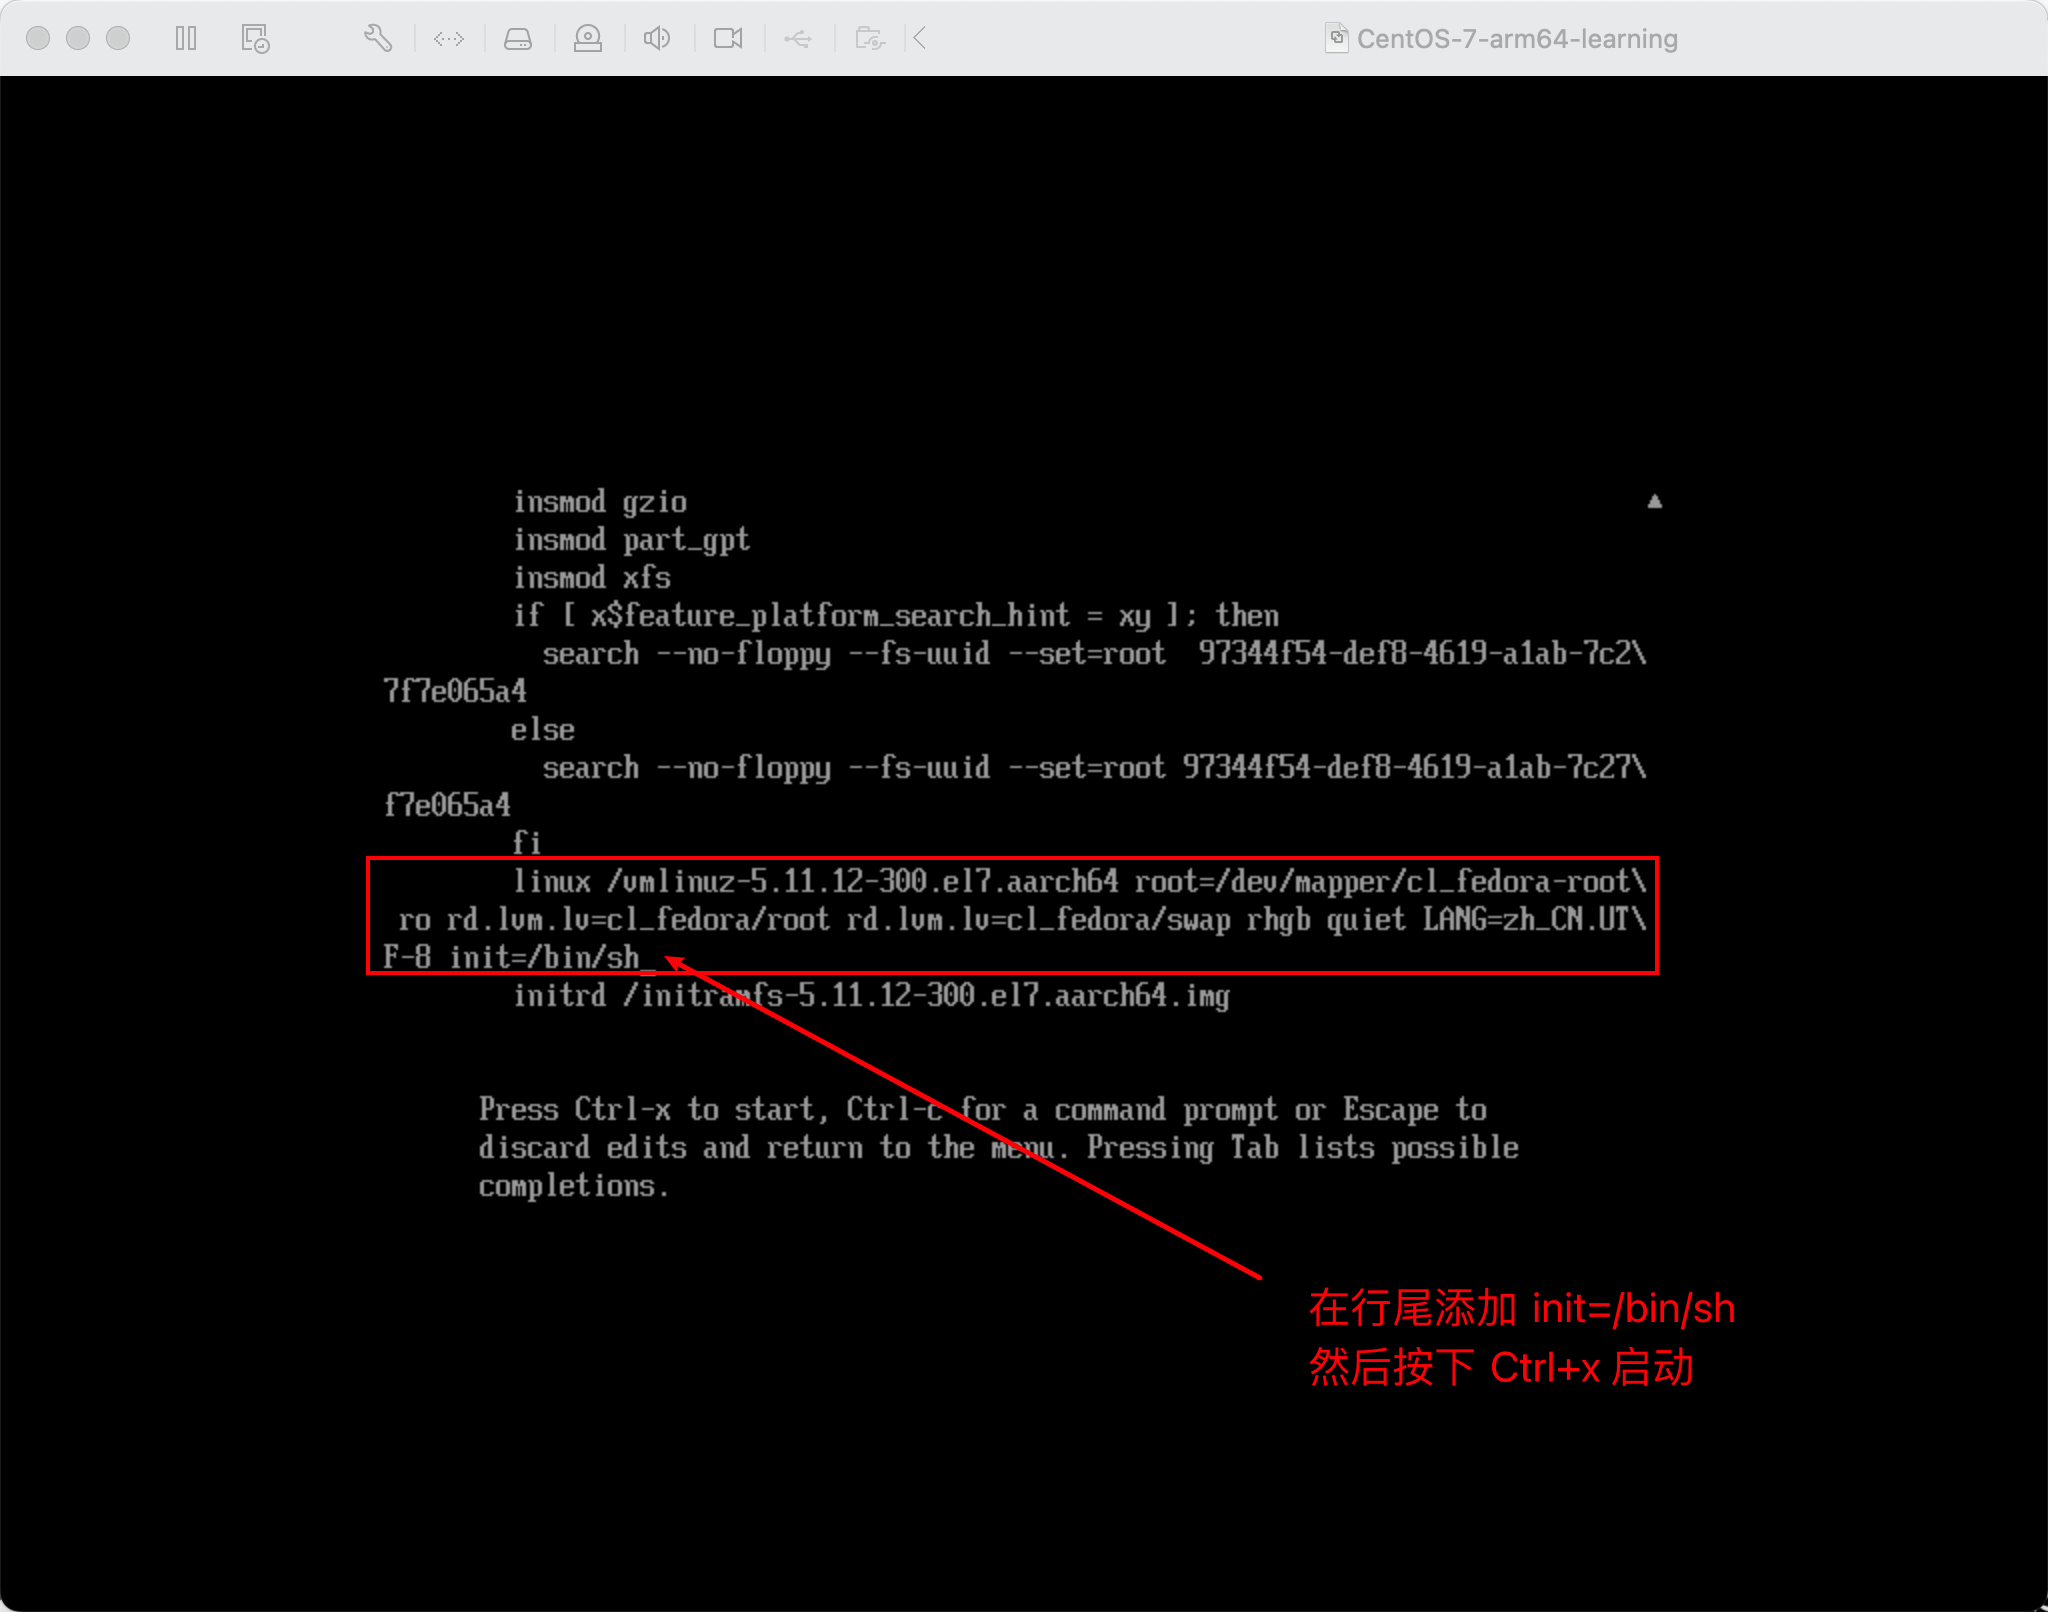 CentOS-7-arm64-learning
insmod gzio
insmod part_gpt
insmod xfs
if [ x$feature_platform_search_hint = xy ]; then
search --no-floppy --fs-uuid --set=root  97344f54-def8-4619-a1ab-7c2\
7f7e065a4
else
search --no-floppy --fs-uuid --set=root 97344f54-def8-4619-a1ab-7c27\
f7e065a4
fi
linux /vmlinuz-5.11.12-300.el7.aarch64 root=/dev/mapper/cl_fedora-root\
ro rd.lvm.lv=cl_fedora/root rd.lvm.lv=cl_fedora/swap rhgb quiet LANG=zh_CN.UT\
F-8 init=/bin/sh_
initrd /initramfs-5.11.12-300.el7.aarch64.img
Press Ctrl-x to start, Ctrl-c for a command prompt or Escape to
discard edits and return to the menu. Pressing Tab lists possible
completions.
在行尾添加 init=/bin/sh
然后按下 Ctrl+x 启动